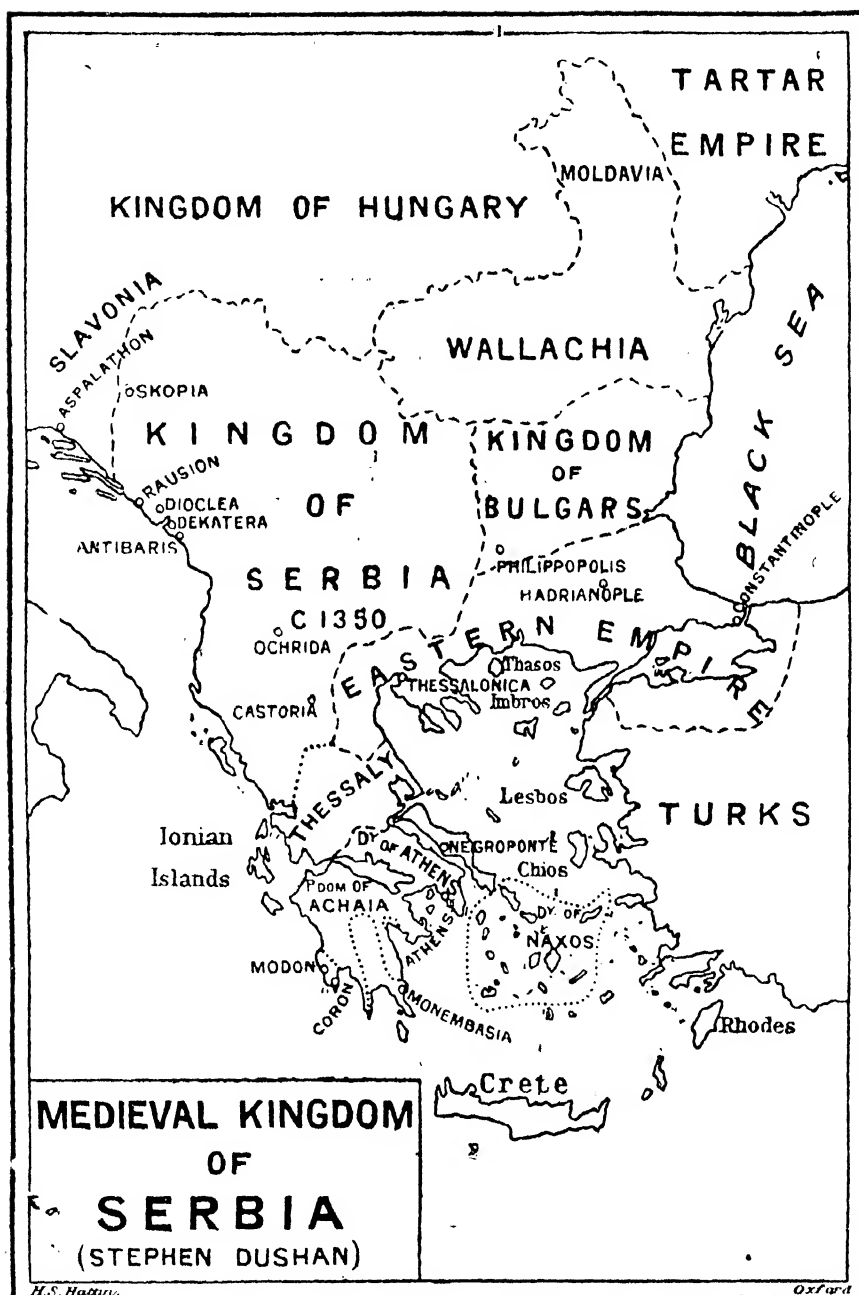 TARTAR
EMPIRE
MOLDAVIA
KINGDOM OF HUNGARY
SLAVONIA
ASPALATHON
WALLACHIA
BLACK SEA
SKOPIA
KINGDOM
OF
SERBIA
C 1350
KINGDOM
OF
BULGARS
RAUSION
DIOCLEA
DEKATERA
ANTIBARIS
PHILIPPOPOLIS
HADRIANOPLE
CONSTANTINOPLE
OCHRIDA
EASTERN EMPIRE
Thasos
THESSALONICA
Imbros
CASTORIA
THESSALY
Lesbos
TURKS
Ionian
Islands
DY OF ATHENS
NEGROPONTE
Chios
PDOM OF
ACHAIA
ATHENS
DY. OF
NAXOS
MODON
CORON
MONEMBASIA
Rhodes
Crete
MEDIEVAL KINGDOM
OF
SERBIA
(STEPHEN DUSHAN)
H.S. Hattin.
Oxford